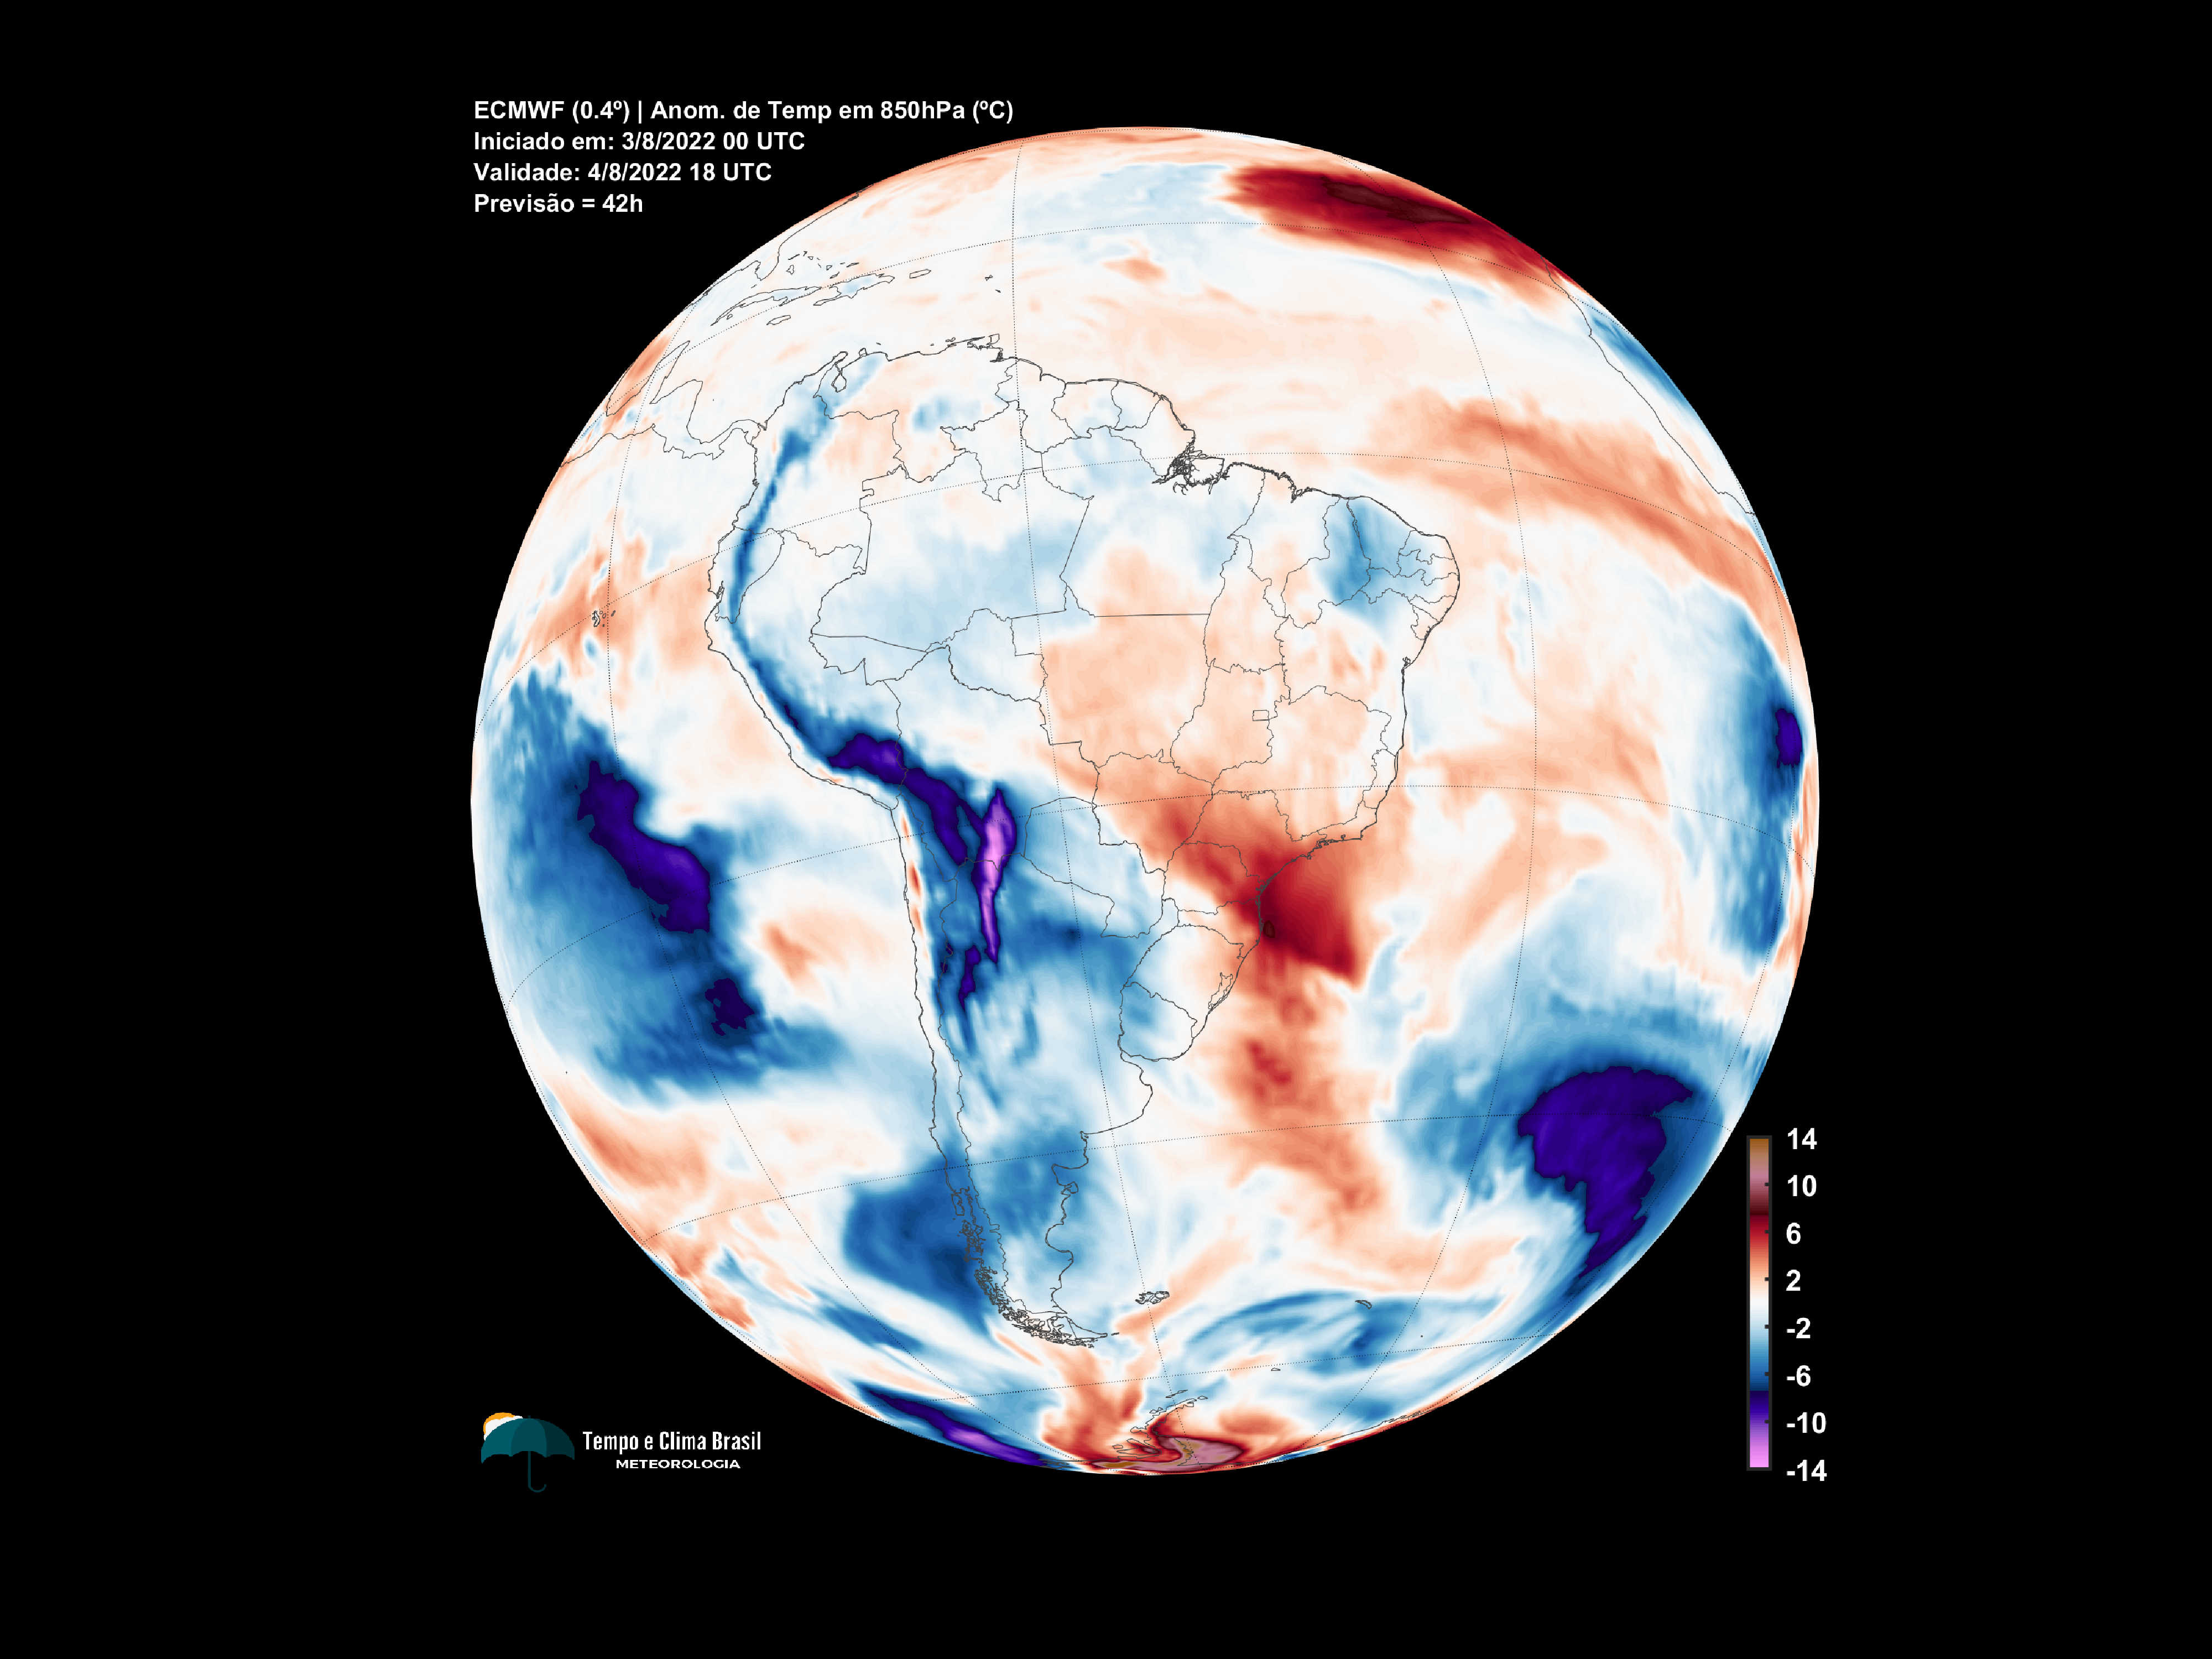 ECMWF (0.4º) | Anom. de Temp em 850hPa (ºC)
Iniciado em: 3/8/2022 00 UTC
Validade: 4/8/2022 18 UTC
Previsão = 42h
14
10
6
2
-2
-6
-10
-14
Tempo e Clima Brasil
METEOROLOGIA